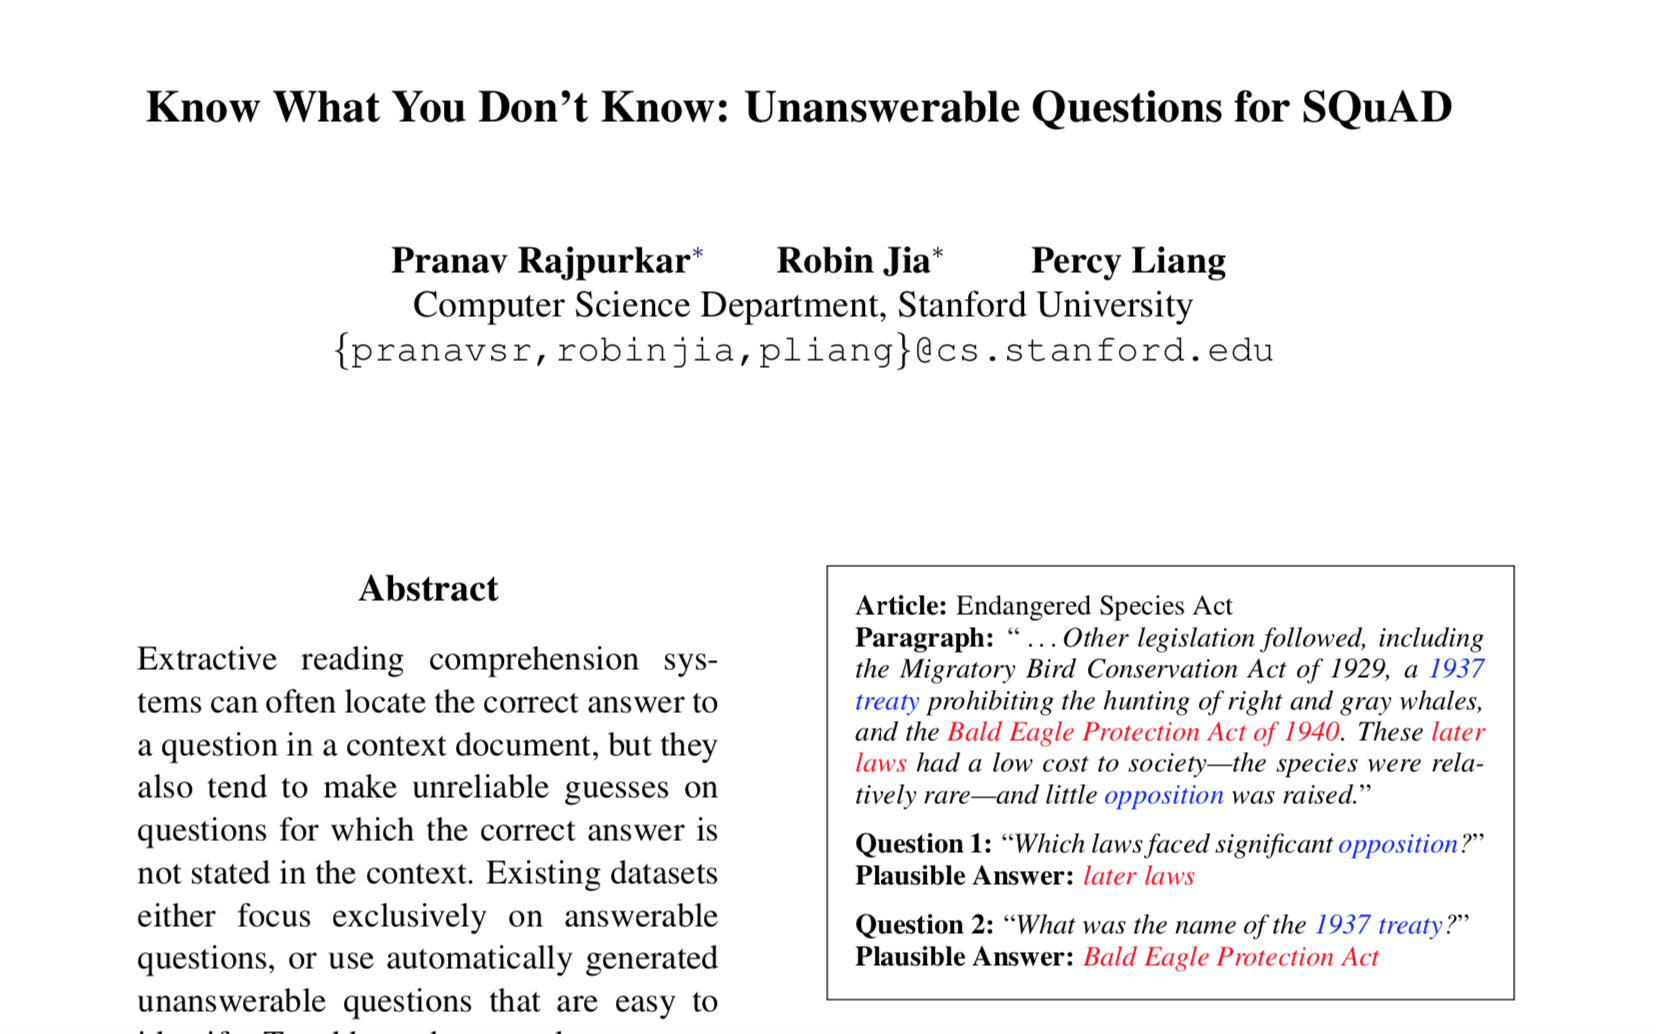 Know What You Don't Know: Unanswerable Questions for SQuAD
Pranav Rajpurkar* Robin Jia* Percy Liang
Computer Science Department, Stanford University
{pranavsr,robinjia,pliang}@cs.stanford.edu
Abstract
Extractive reading comprehension sys-
tems can often locate the correct answer to
a question in a context document, but they
also tend to make unreliable guesses on
questions for which the correct answer is
not stated in the context. Existing datasets
either focus exclusively on answerable
questions, or use automatically generated
unanswerable questions that are easy to
Article: Endangered Species Act
Paragraph: “ ...Other legislation followed, including
the Migratory Bird Conservation Act of 1929, a 1937
treaty prohibiting the hunting of right and gray whales,
and the Bald Eagle Protection Act of 1940. These later
laws had a low cost to society—the species were rela-
tively rare—and little opposition was raised.”
Question 1: “Which laws faced significant opposition?”
Plausible Answer: later laws
Question 2: “What was the name of the 1937 treaty?”
Plausible Answer: Bald Eagle Protection Act